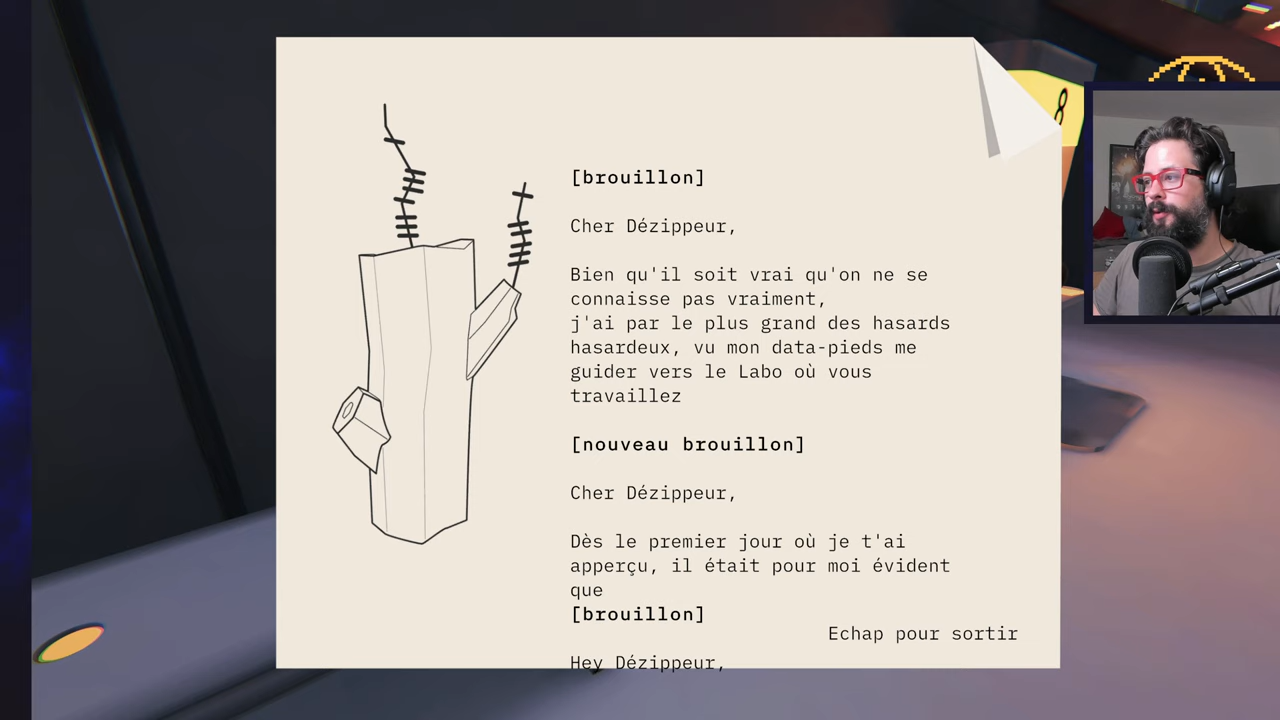 [brouillon]
Cher Dézippeur,
Bien qu'il soit vrai qu'on ne se
connaisse pas vraiment,
j'ai par le plus grand des hasards
hasardeux, vu mon data-pieds me
guider vers le Labo où vous
travaillez
[nouveau brouillon]
Cher Dézippeur,
Dès le premier jour où je t'ai
apperçu, il était pour moi évident
que
[brouillon]
Echap pour sortir
Hey Dézippeur,
8